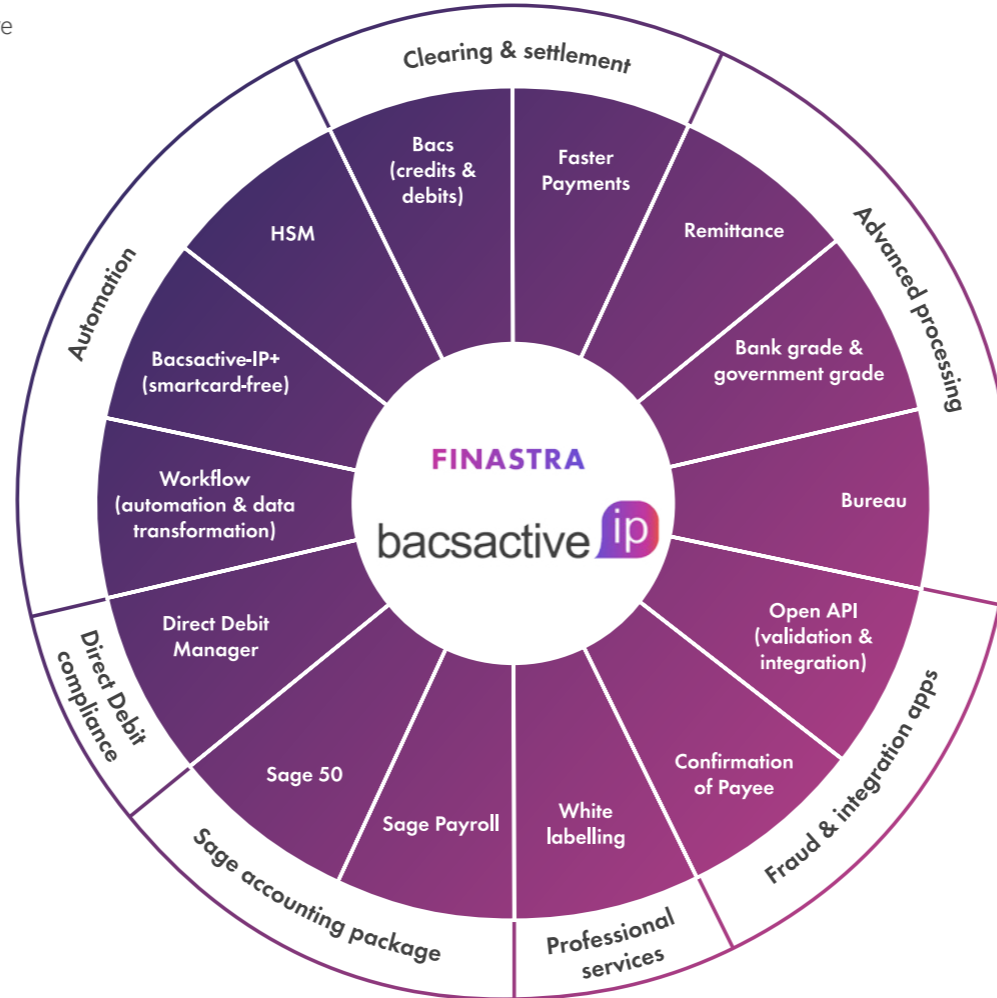 e
Clearing & settlement
Bacs
(credits &
debits)
Faster
Payments
Remittance
Advanced processing
Bank grade &
government grade
Bureau
Open API
(validation &
integration)
Fraud & integration apps
Confirmation
of Payee
White
labelling
Professional
services
Sage Payroll
Sage 50
Sage accounting package
Direct Debit
Manager
Direct Debit
compliance
Workflow
(automation & data
transformation)
Bacsactive-IP+
(smartcard-free)
HSM
Automation
FINASTRA
bacsactive ip